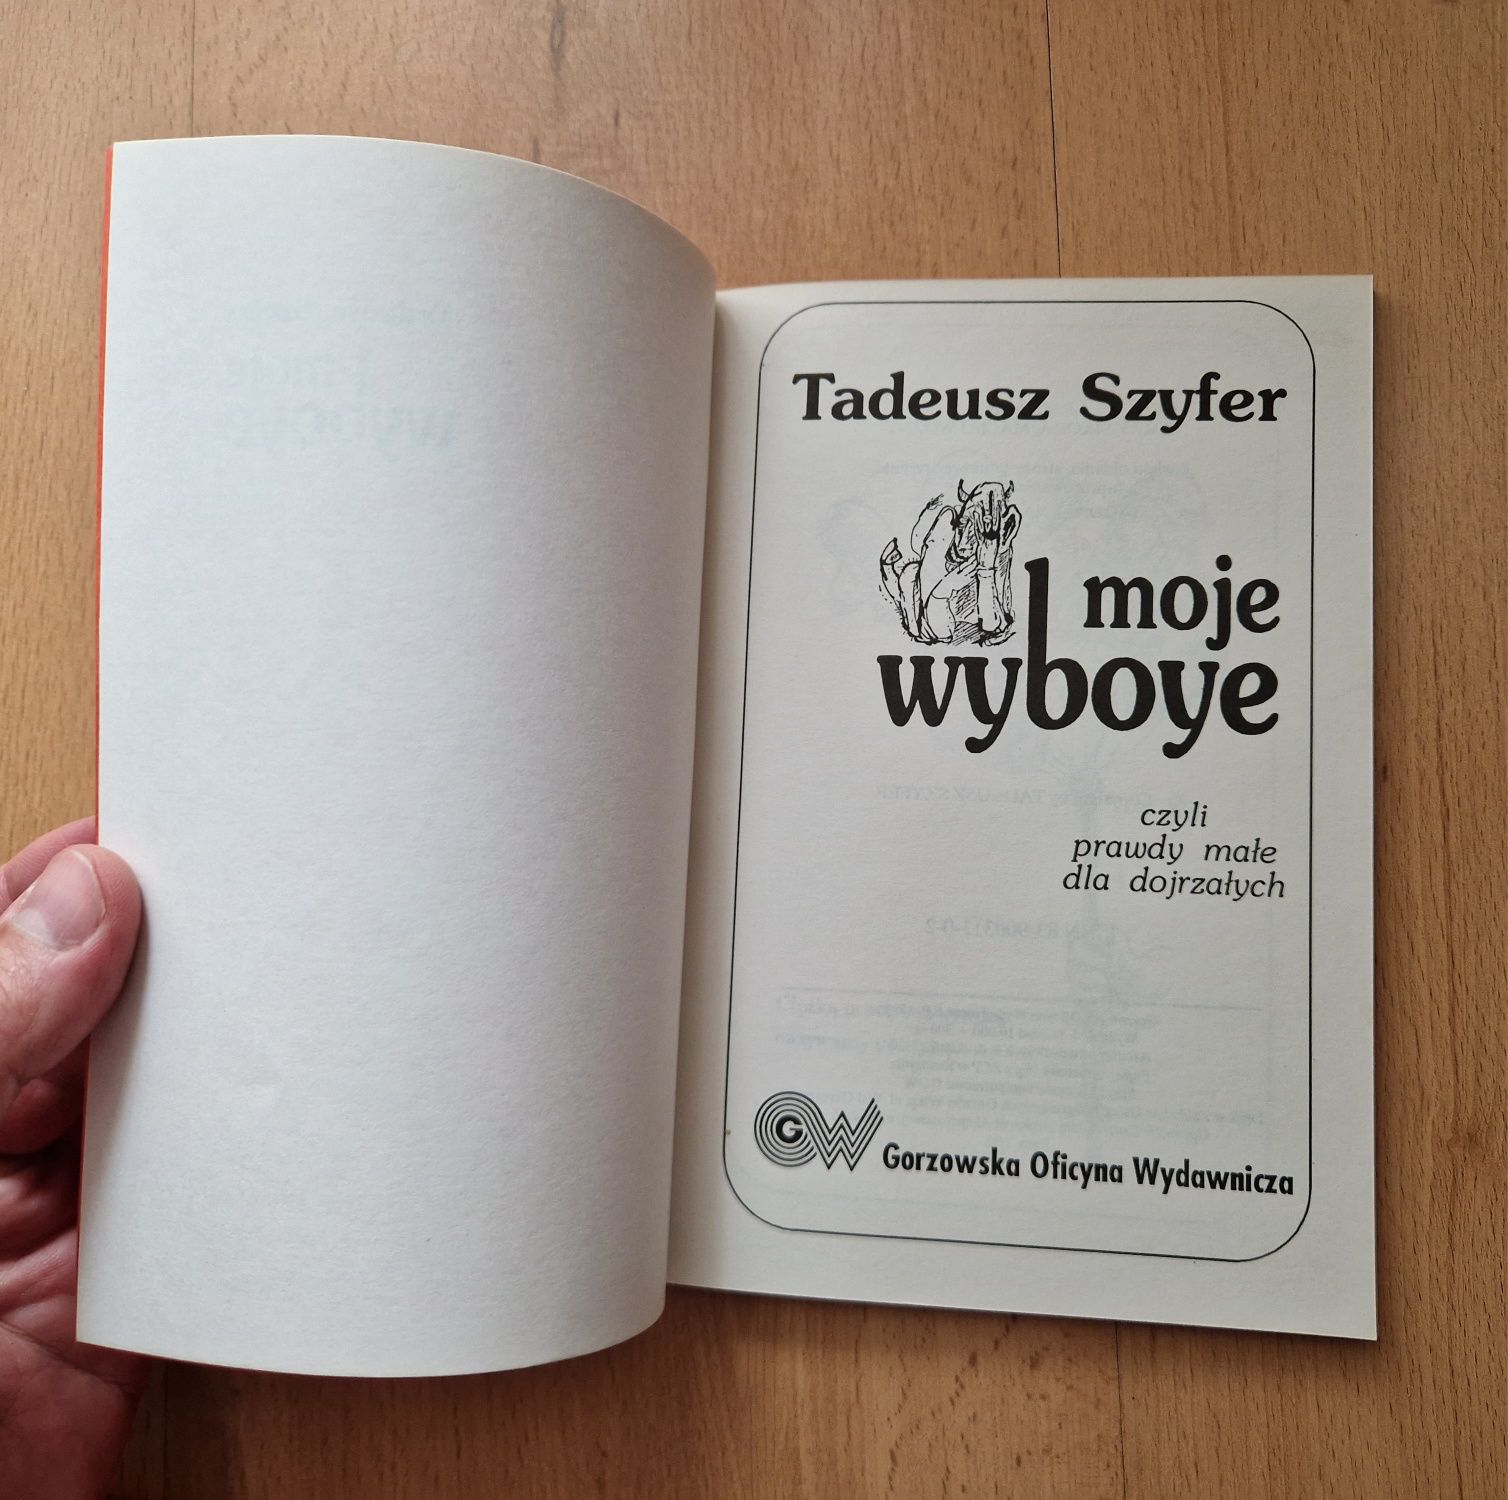 Tadeusz Szyfer
moje
wyboye
czyli
prawdy małe
dla dojrzałych
GW Gorzowska Oficyna Wydawnicza